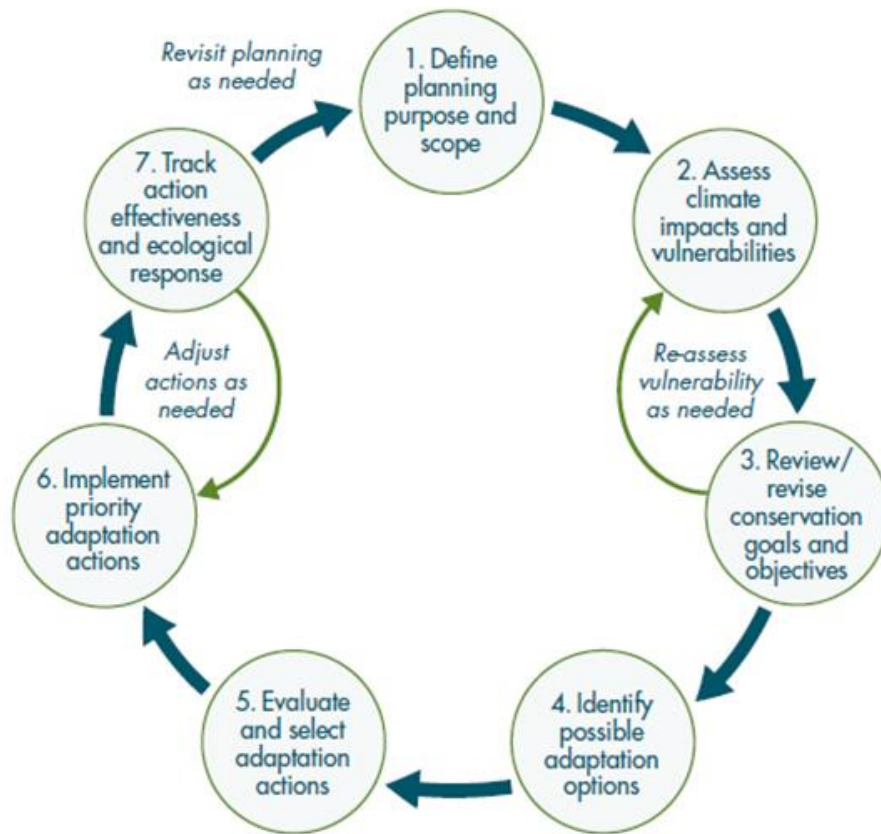 Revisit planning
as needed
1. Define
planning
purpose and
scope
2. Assess
climate
impacts and
vulnerabilities
Re-assess
vulnerability
as needed
3. Review/
revise
conservation
goals and
objectives
4. Identify
possible
adaptation
options
5. Evaluate
and select
adaptation
actions
6. Implement
priority
adaptation
actions
7. Track
action
effectiveness
and ecological
response
Adjust
actions as
needed